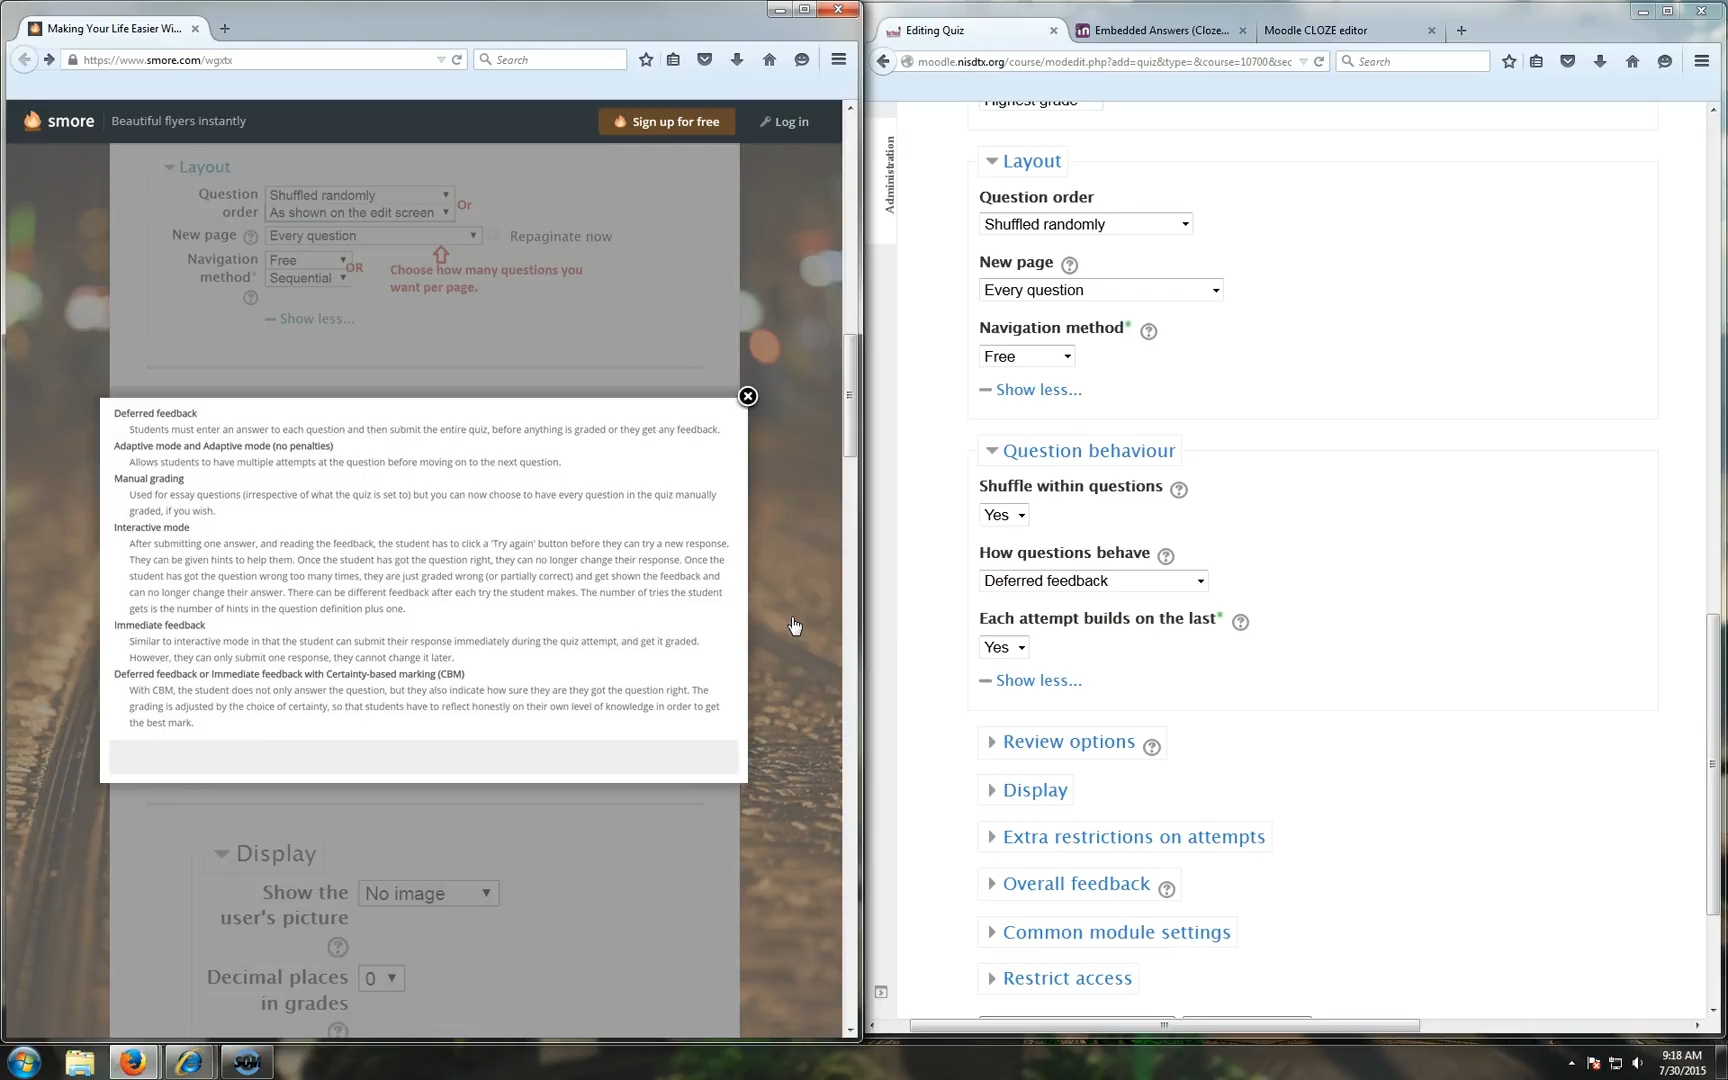 Making Your Life Easier Wi...
https://www.smore.com/wgxtx
Search
smore
Beautiful flyers instantly
Sign up for free
Log in
Layout
Question order
Shuffled randomly
As shown on the edit screen
Or
New page
Every question
Repaginate now
Navigation method*
Free
Sequential
OR
Choose how many questions you
want per page.
Show less...
Deferred feedback
Students must enter an answer to each question and then submit the entire quiz, before anything is graded or they get any feedback.
Adaptive mode and Adaptive mode (no penalties)
Allows students to have multiple attempts at the question before moving on to the next question.
Manual grading
Used for essay questions (irrespective of what the quiz is set to) but you can now choose to have every question in the quiz manually
graded, if you wish.
Interactive mode
After submitting one answer, and reading the feedback, the student has to click a 'Try again' button before they can try a new response.
They can be given hints to help them. Once the student has got the question right, they can no longer change their response. Once the
student has got the question wrong too many times, they are just graded wrong (or partially correct) and get shown the feedback and
can no longer change their answer. There can be different feedback after each try the student makes. The number of tries the student
gets is the number of hints in the question definition plus one.
Immediate feedback
Similar to interactive mode in that the student can submit their response immediately during the quiz attempt, and get it graded.
However, they can only submit one response, they cannot change it later.
Deferred feedback or Immediate feedback with Certainty-based marking (CBM)
With CBM, the student does not only answer the question, but they also indicate how sure they are they got the question right. The
grading is adjusted by the choice of certainty, so that students have to reflect honestly on their own level of knowledge in order to get
the best mark.
Display
Show the
user's picture
No image
Decimal places
in grades
0
Editing Quiz
Embedded Answers (Cloze...
Moodle CLOZE editor
moodle.nisdtx.org/course/modedit.php?add=quiz&type=&course=10700&sec
Search
Administration
Highest grade
Layout
Question order
Shuffled randomly
New page
Every question
Navigation method*
Free
Show less...
Question behaviour
Shuffle within questions
Yes
How questions behave
Deferred feedback
Each attempt builds on the last*
Yes
Show less...
Review options
Display
Extra restrictions on attempts
Overall feedback
Common module settings
Restrict access
9:18 AM
7/30/2015